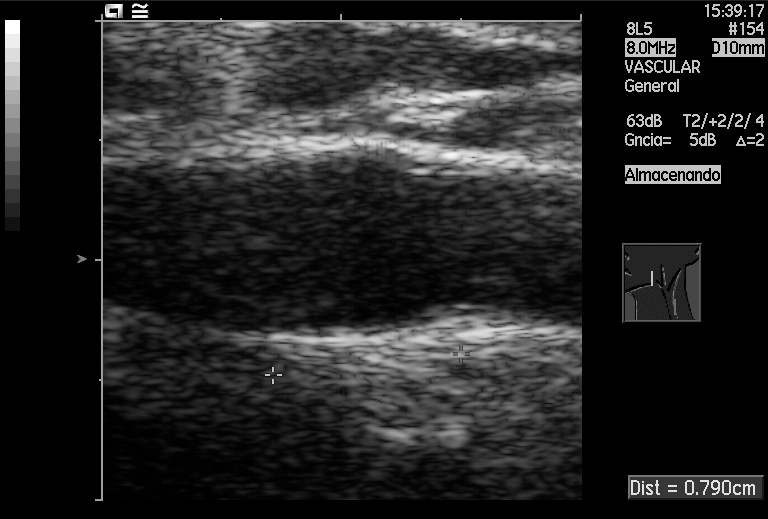 15:39:17
8L5 #154
8.0MHz D10mm
VASCULAR
General
63dB T2/+2/2/ 4
Gncia= 5dB Δ=2
Almacenando
Dist = 0.790cm